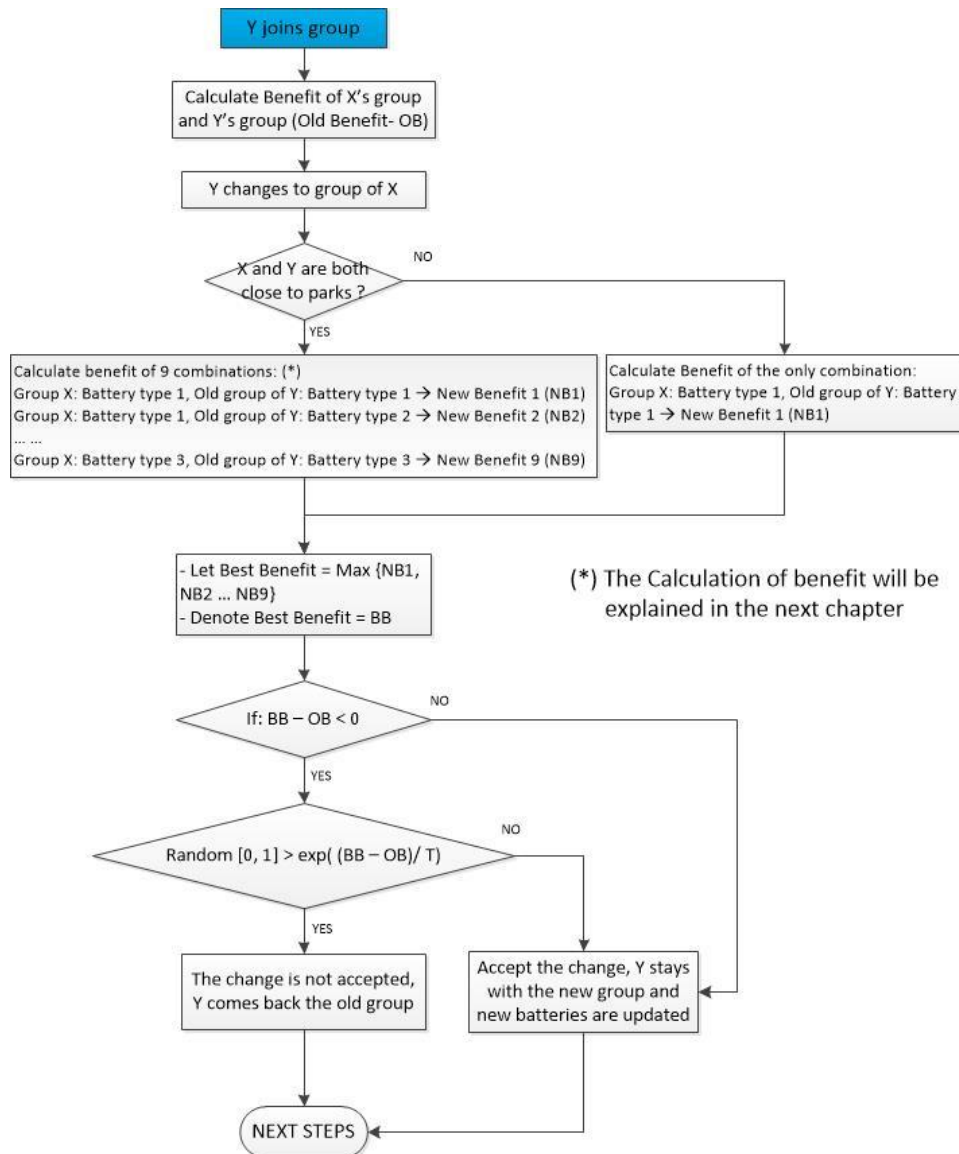 Y joins group
Calculate Benefit of X's group
and Y's group (Old Benefit- OB)
Y changes to group of X
X and Y are both
close to parks ?
NO
YES
Calculate benefit of 9 combinations: (*)
Group X: Battery type 1, Old group of Y: Battery type 1 → New Benefit 1 (NB1)
Group X: Battery type 1, Old group of Y: Battery type 2 → New Benefit 2 (NB2)
... ...
Group X: Battery type 3, Old group of Y: Battery type 3 → New Benefit 9 (NB9)
Calculate Benefit of the only combination:
Group X: Battery type 1, Old group of Y: Battery
type 1 → New Benefit 1 (NB1)
- Let Best Benefit = Max {NB1,
NB2 ... NB9}
- Denote Best Benefit = BB
(*) The Calculation of benefit will be
explained in the next chapter
If: BB – OB < 0
NO
YES
Random [0, 1] > exp( (BB – OB)/ T)
NO
YES
The change is not accepted,
Y comes back the old group
Accept the change, Y stays
with the new group and
new batteries are updated
NEXT STEPS